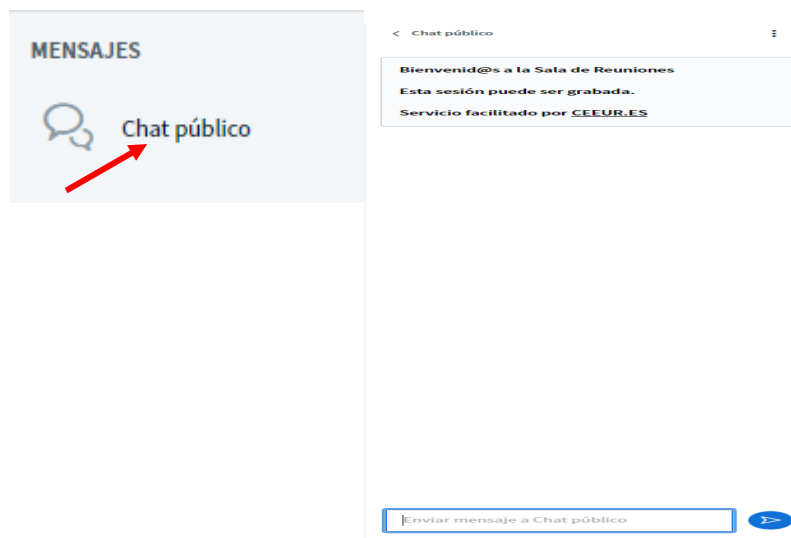 MENSAJES
Chat público
< Chat público
Bienvenid@s a la Sala de Reuniones
Esta sesión puede ser grabada.
Servicio facilitado por CEEUR.ES
Enviar mensaje a Chat público